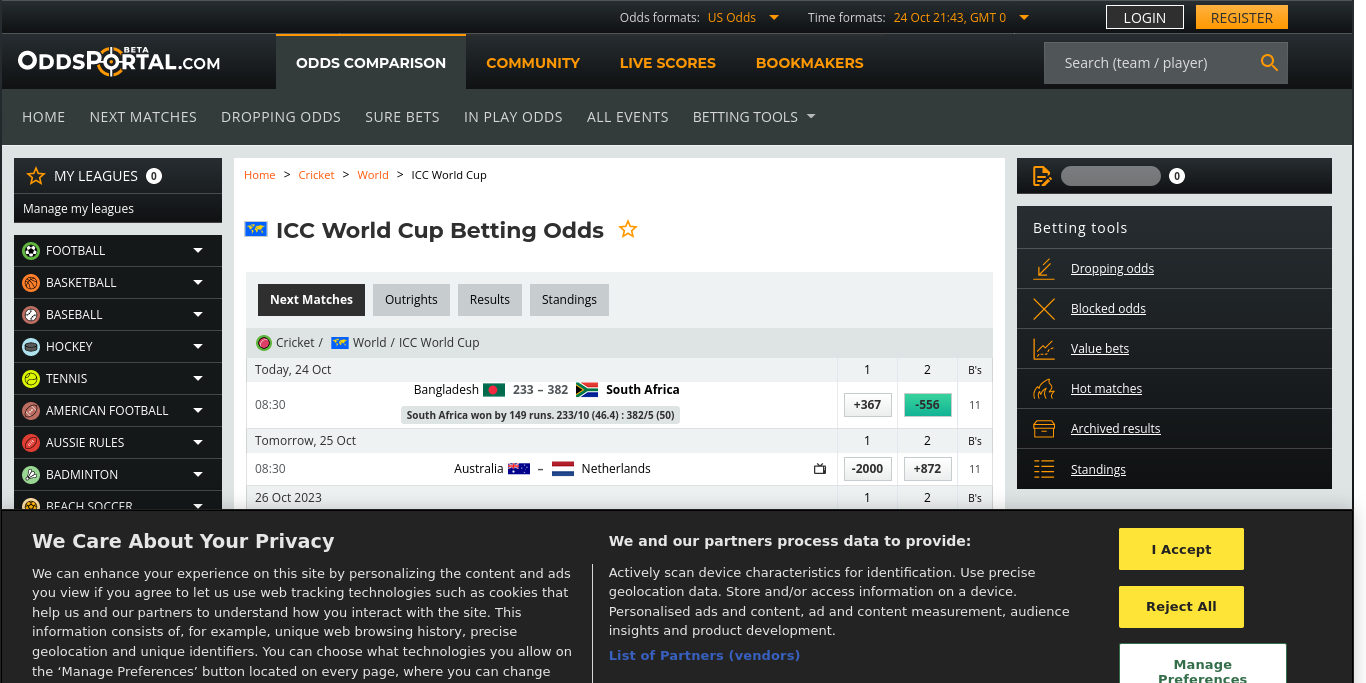 Odds formats: US Odds Time formats: 24 Oct 21:43, GMT 0 LOGIN REGISTER
ODDSPORTAL.COM BETA
ODDS COMPARISON COMMUNITY LIVE SCORES BOOKMAKERS Search (team / player)
HOME NEXT MATCHES DROPPING ODDS SURE BETS IN PLAY ODDS ALL EVENTS BETTING TOOLS
MY LEAGUES 0
Manage my leagues
FOOTBALL
BASKETBALL
BASEBALL
HOCKEY
TENNIS
AMERICAN FOOTBALL
AUSSIE RULES
BADMINTON
BEACH SOCCER
Home > Cricket > World > ICC World Cup
ICC World Cup Betting Odds
Next Matches Outrights Results Standings
Cricket / World / ICC World Cup
Today, 24 Oct 1 2 B's
Bangladesh 233 – 382 South Africa
08:30 +367 -556 11
South Africa won by 149 runs. 233/10 (46.4) : 382/5 (50)
Tomorrow, 25 Oct 1 2 B's
08:30 Australia – Netherlands -2000 +872 11
26 Oct 2023 1 2 B's
0
Betting tools
Dropping odds
Blocked odds
Value bets
Hot matches
Archived results
Standings
We Care About Your Privacy
We can enhance your experience on this site by personalizing the content and ads
you view if you agree to let us use web tracking technologies such as cookies that
help us and our partners to understand how you interact with the site. This
information consists of, for example, unique web browsing history, precise
geolocation and unique identifiers. You can choose what technologies you allow on
the ‘Manage Preferences’ button located on every page, where you can change
We and our partners process data to provide:
Actively scan device characteristics for identification. Use precise
geolocation data. Store and/or access information on a device.
Personalised ads and content, ad and content measurement, audience
insights and product development.
List of Partners (vendors)
I Accept
Reject All
Manage
Preferences